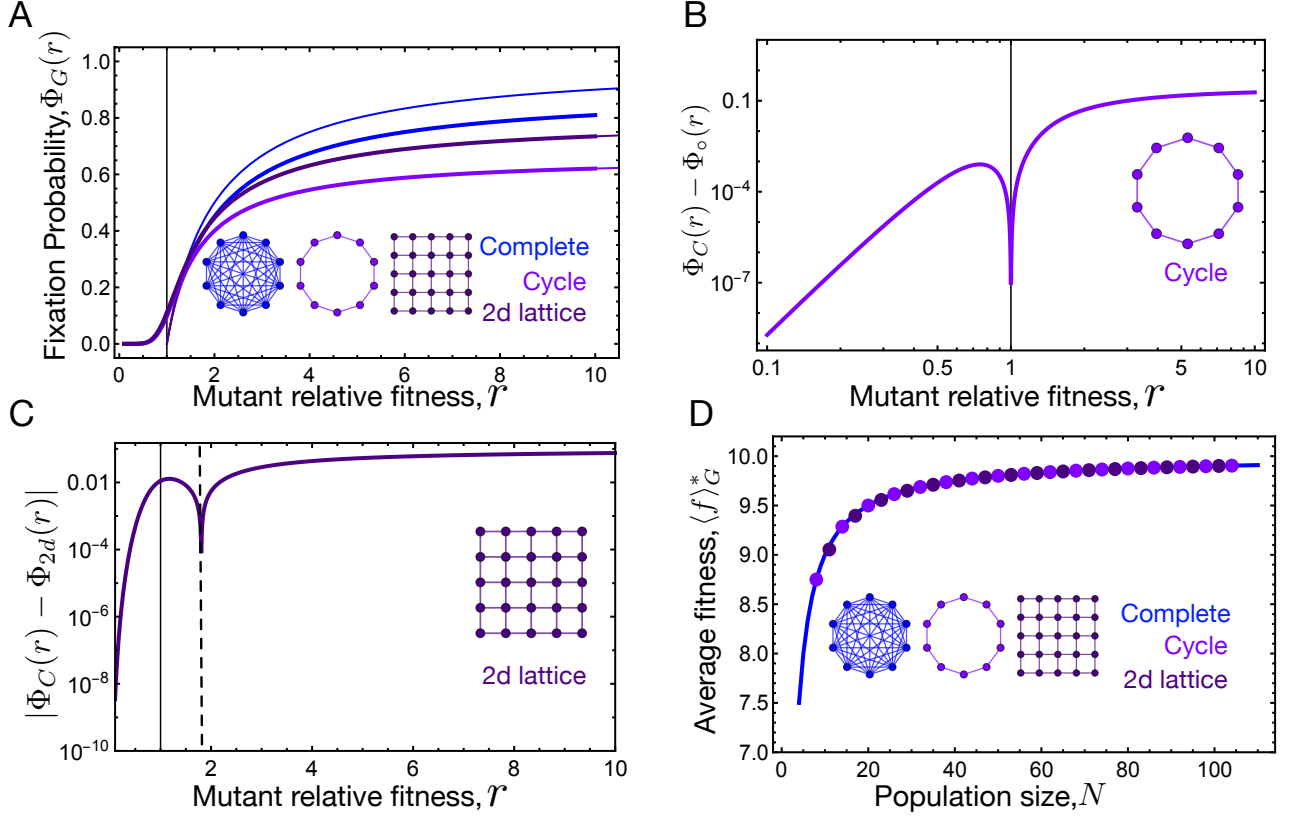 A
Fixation Probability, Φ_G(r)
1.0
0.8
0.6
0.4
0.2
0.0
0 2 4 6 8 10
Mutant relative fitness, r
Complete
Cycle
2d lattice
B
Φ_C(r) − Φ_∘(r)
0.1
10^-4
10^-7
0.1 0.5 1 5 10
Mutant relative fitness, r
Cycle
C
|Φ_C(r) − Φ_{2d}(r)|
0.01
10^-4
10^-6
10^-8
10^-10
2 4 6 8 10
Mutant relative fitness, r
2d lattice
D
Average fitness, ⟨f⟩*_G
10.0
9.5
9.0
8.5
8.0
7.5
7.0
0 20 40 60 80 100
Population size, N
Complete
Cycle
2d lattice